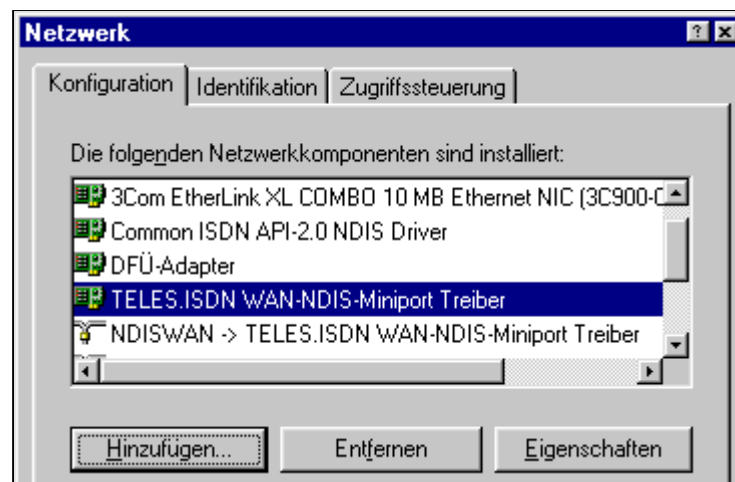 Netzwerk
Konfiguration Identifikation Zugriffssteuerung
Die folgenden Netzwerkkomponenten sind installiert:
3Com EtherLink XL COMBO 10 MB Ethernet NIC (3C900-C
Common ISDN API-2.0 NDIS Driver
DFÜ-Adapter
TELES.ISDN WAN-NDIS-Miniport Treiber
NDISWAN -> TELES.ISDN WAN-NDIS-Miniport Treiber
Hinzufügen... Entfernen Eigenschaften